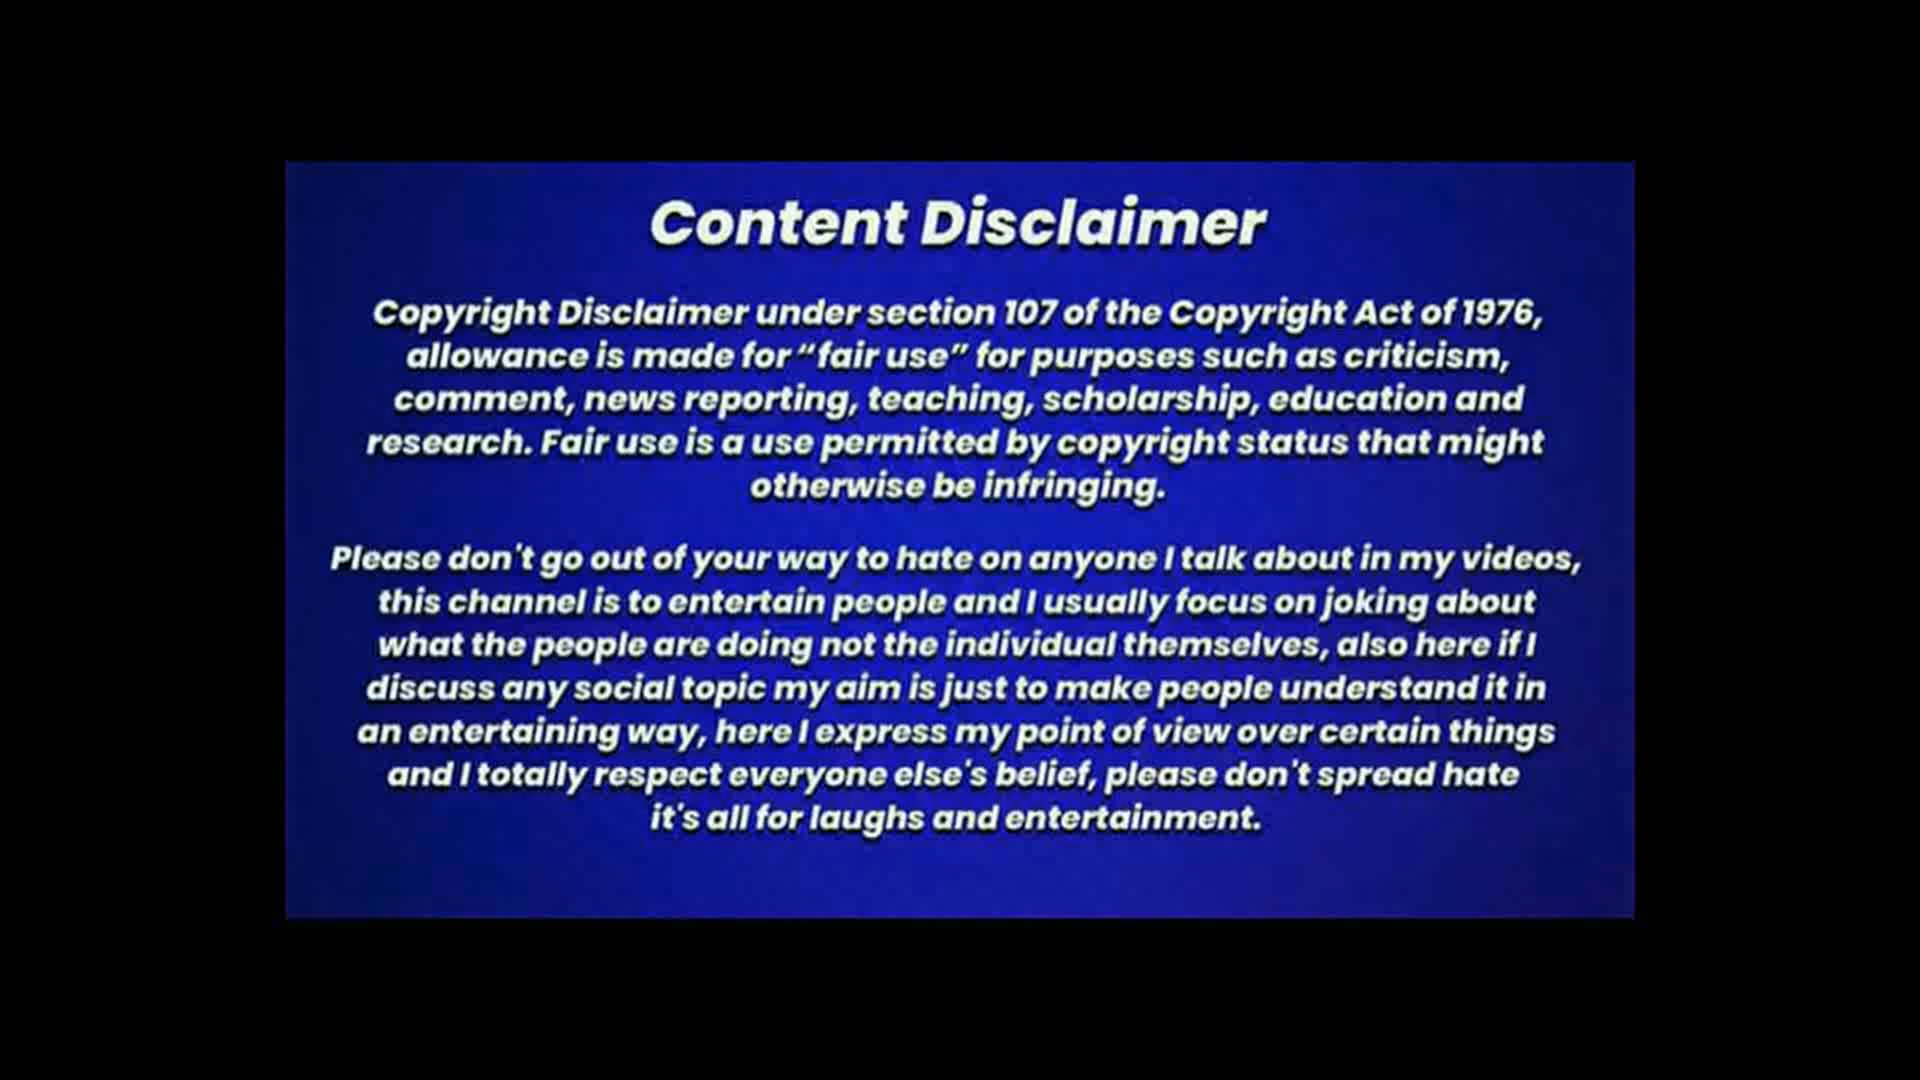 Content Disclaimer
Copyright Disclaimer under section 107 of the Copyright Act of 1976,
allowance is made for “fair use” for purposes such as criticism,
comment, news reporting, teaching, scholarship, education and
research. Fair use is a use permitted by copyright status that might
otherwise be infringing.
Please don't go out of your way to hate on anyone I talk about in my videos,
this channel is to entertain people and I usually focus on joking about
what the people are doing not the individual themselves, also here if I
discuss any social topic my aim is just to make people understand it in
an entertaining way, here I express my point of view over certain things
and I totally respect everyone else's belief, please don't spread hate
it's all for laughs and entertainment.